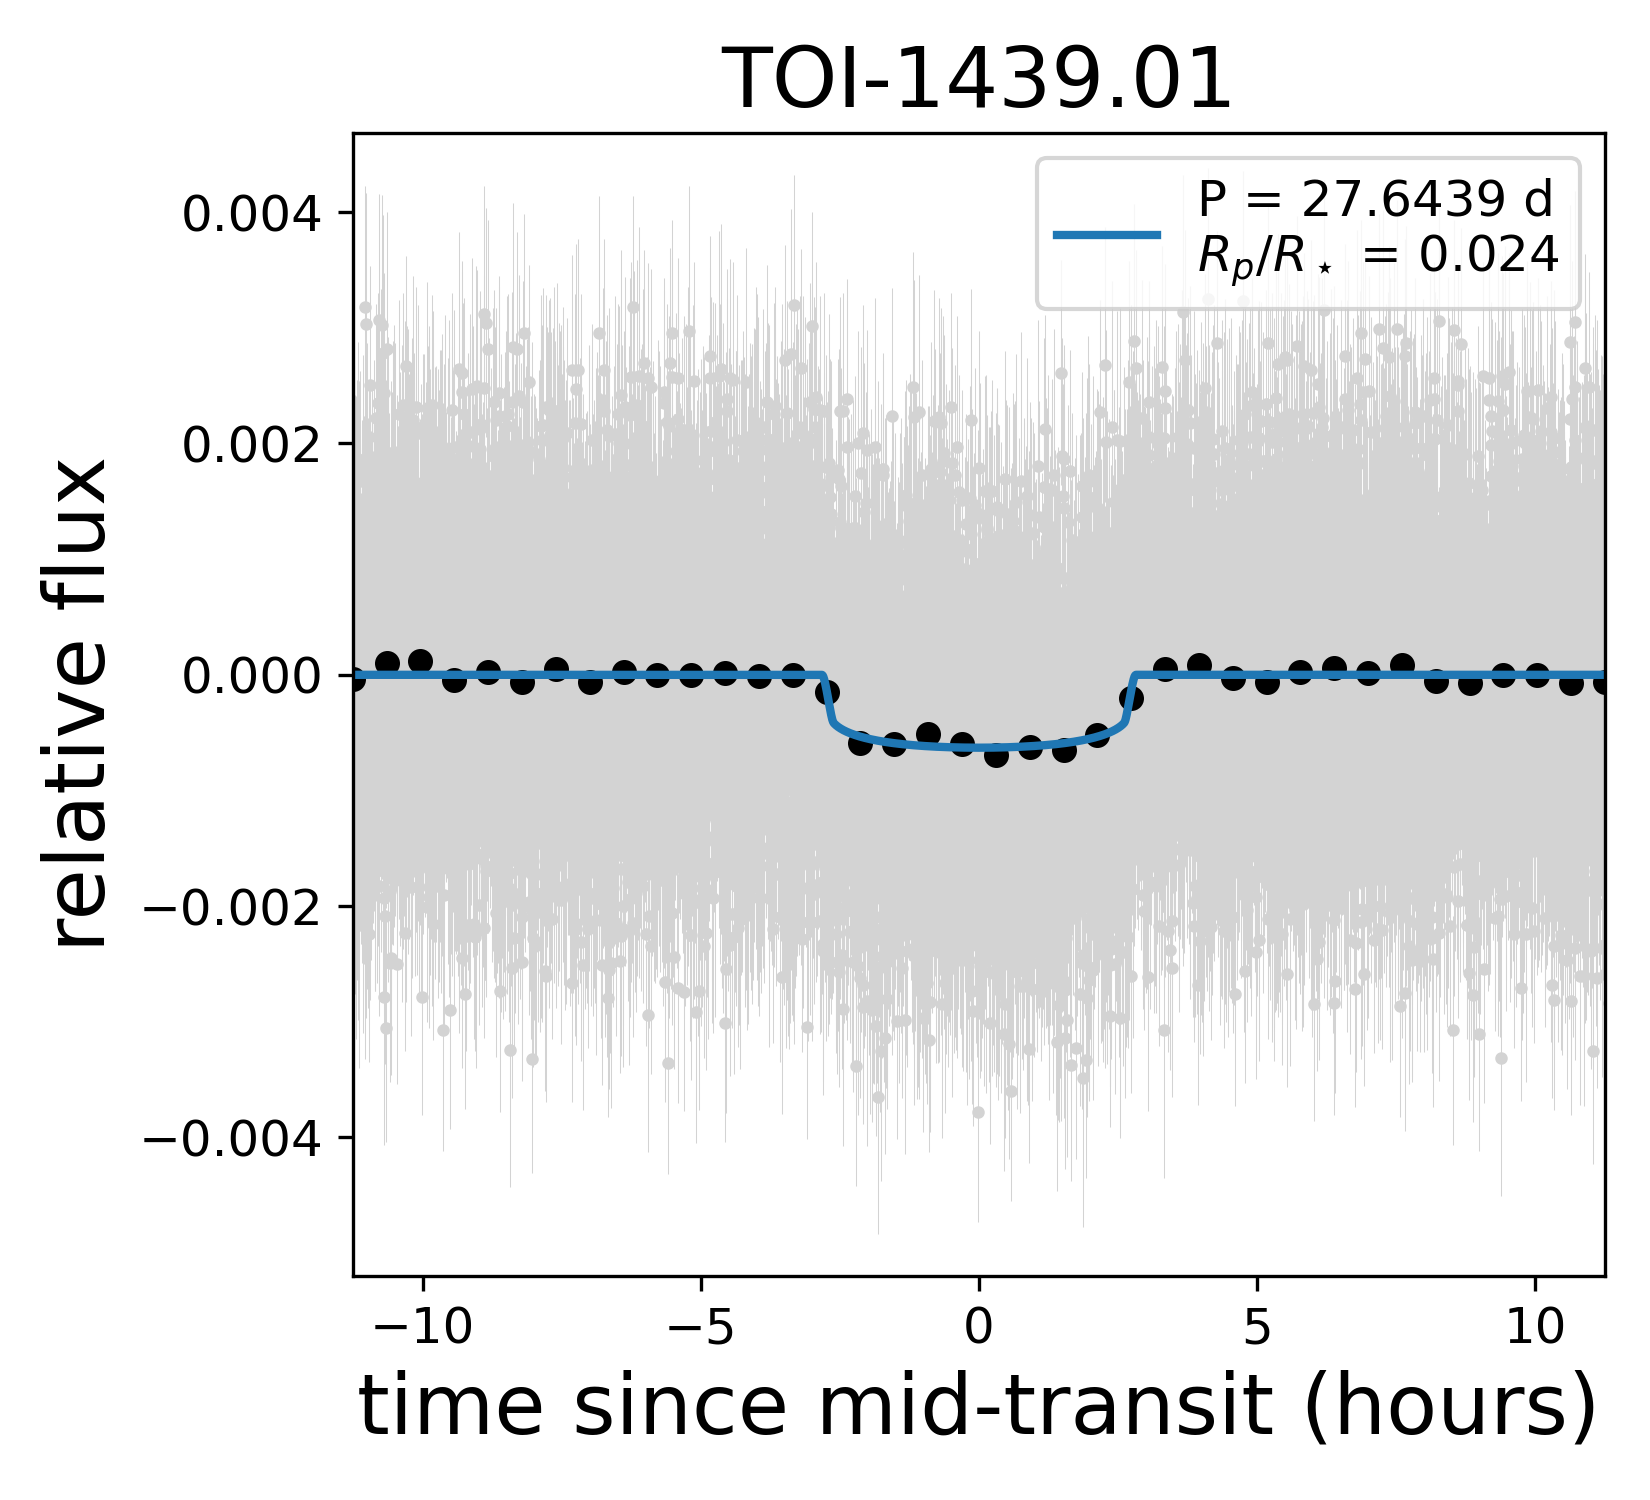 TOI-1439.01
P = 27.6439 d
R_p/R_⋆ = 0.024
relative flux
0.004
0.002
0.000
−0.002
−0.004
−10
−5
0
5
10
time since mid-transit (hours)